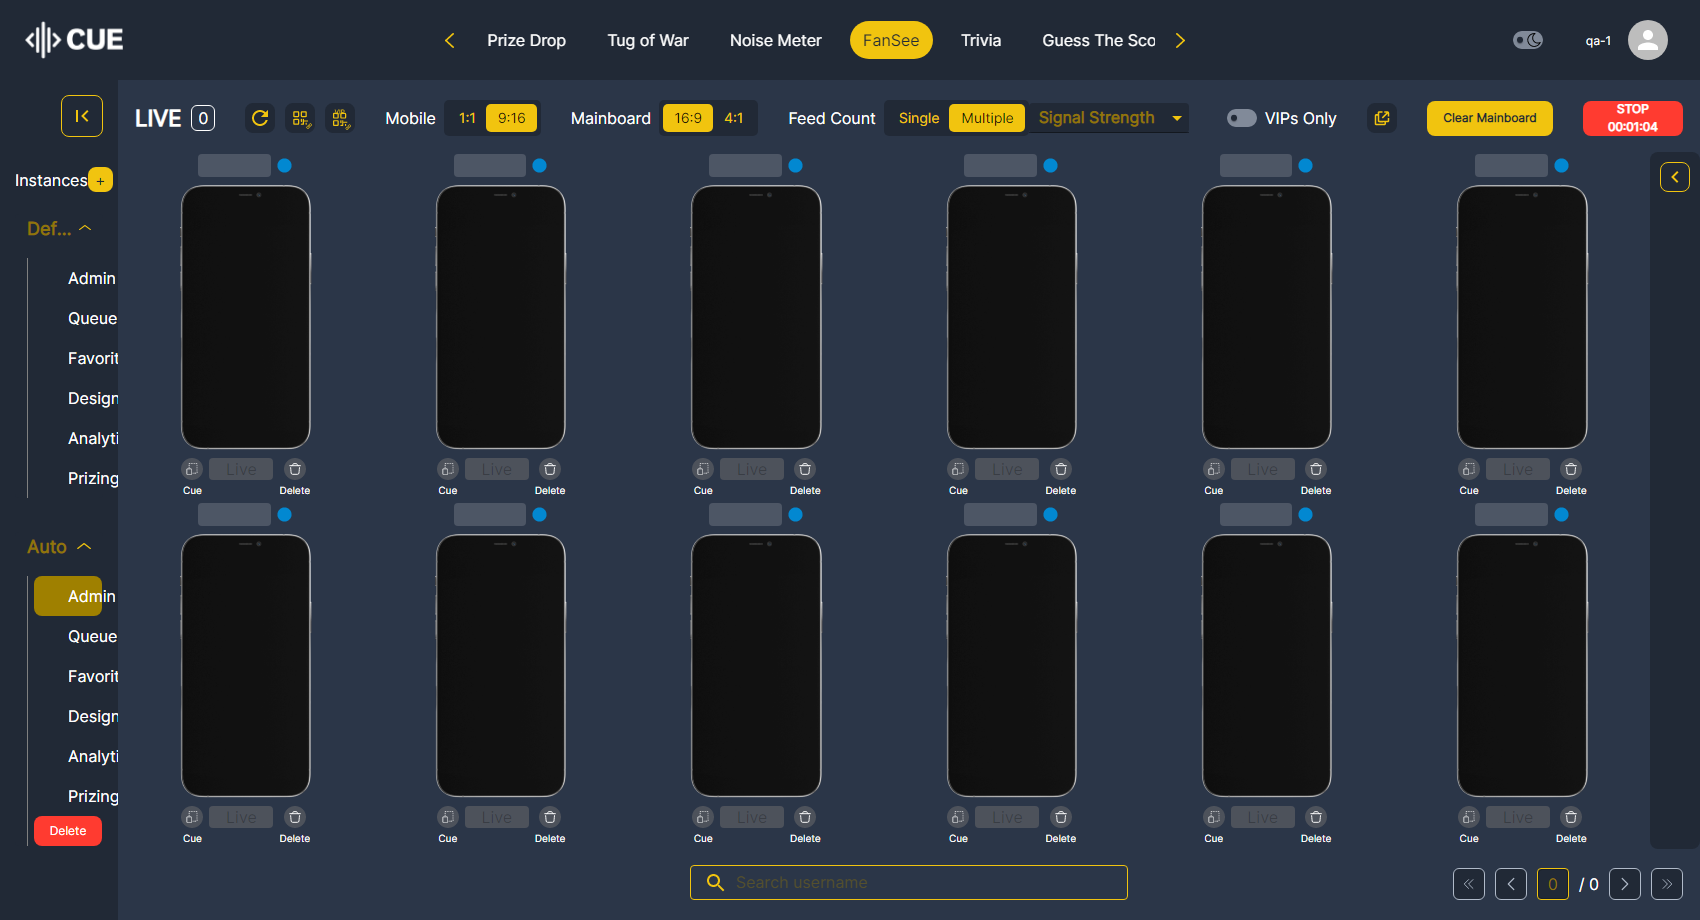 CUE
Prize Drop Tug of War Noise Meter FanSee Trivia Guess The Sco
qa-1
LIVE 0
Mobile 1:1 9:16
Mainboard 16:9 4:1
Feed Count Single Multiple Signal Strength
VIPs Only
Clear Mainboard
STOP
00:01:04
Instances +
Def...
Admin
Queue
Favorit
Design
Analyti
Prizing
Auto
Admin
Queue
Favorit
Design
Analyti
Prizing
Delete
Live Live Live Live Live Live
Cue Delete Cue Delete Cue Delete Cue Delete Cue Delete Cue Delete
Live Live Live Live Live Live
Cue Delete Cue Delete Cue Delete Cue Delete Cue Delete Cue Delete
Search username
0 / 0